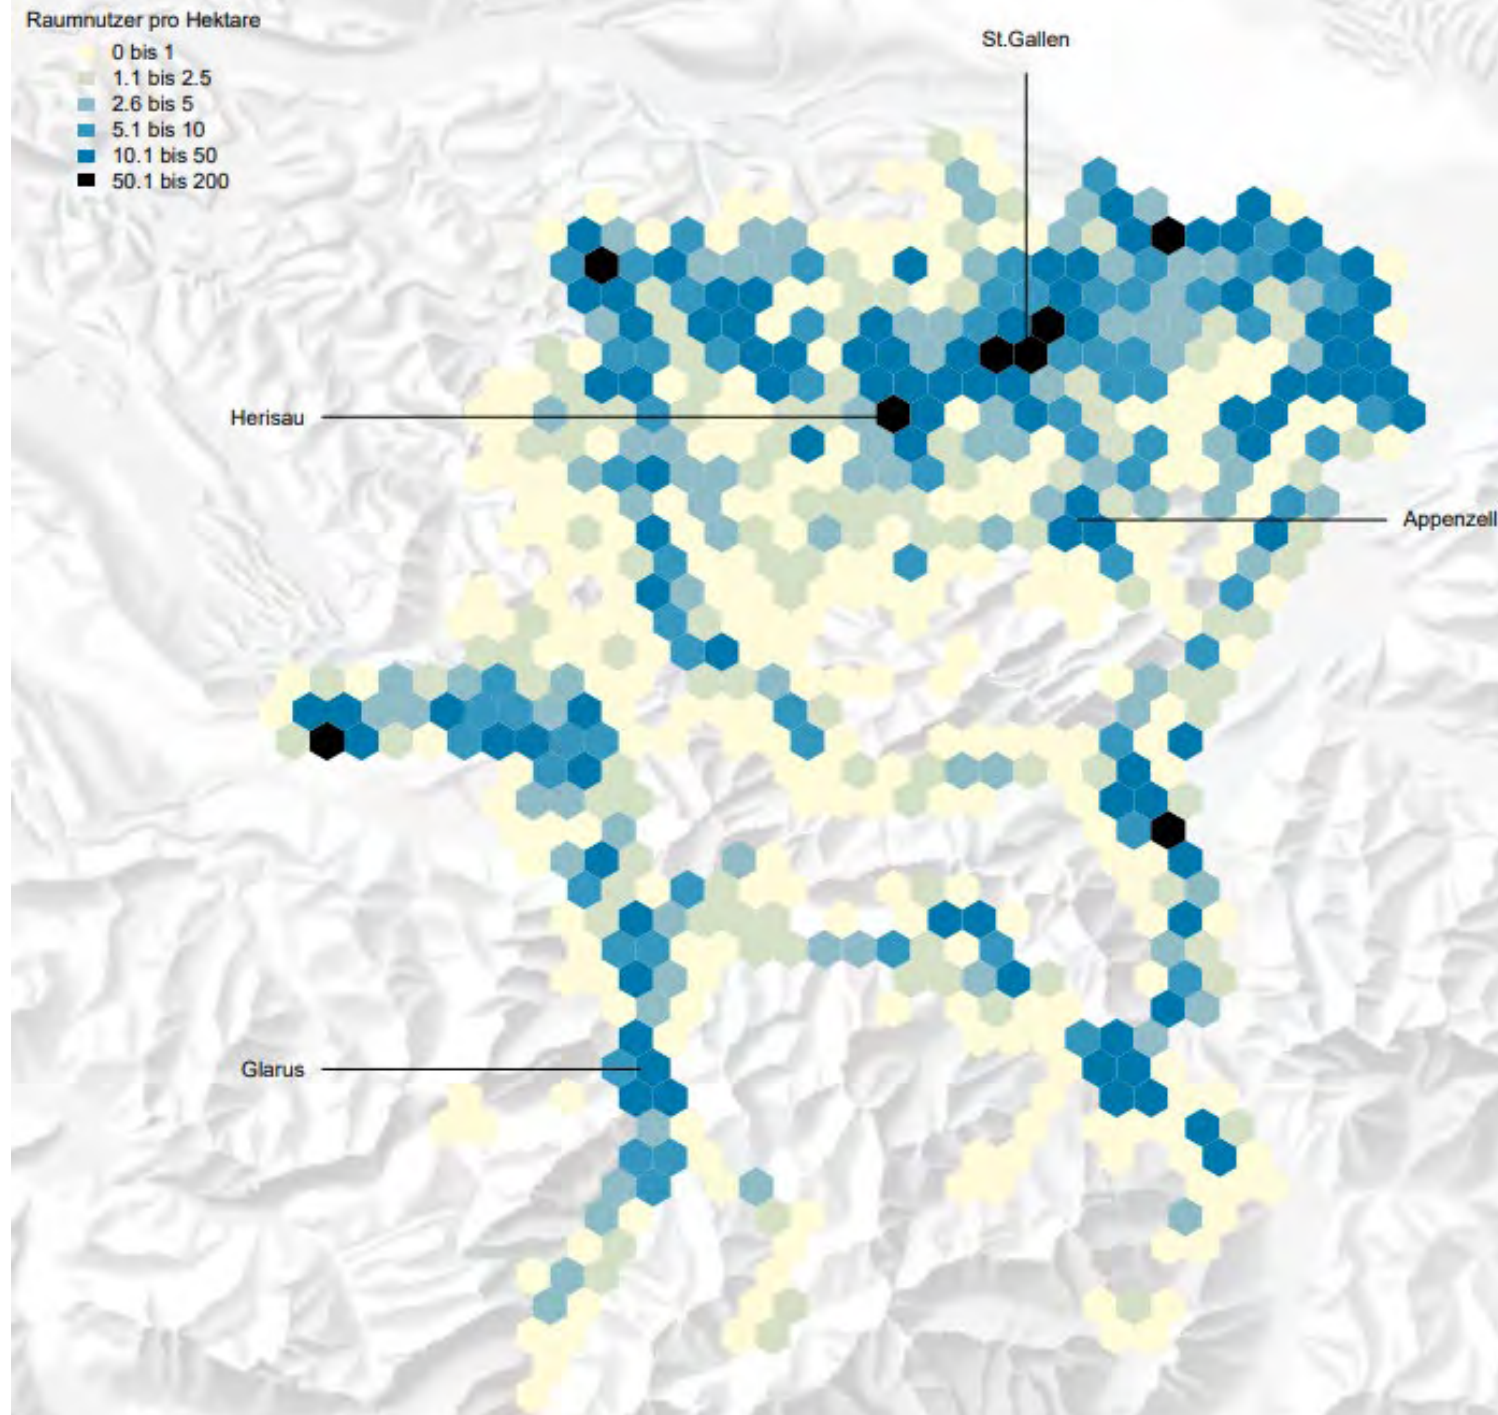 Raumnutzer pro Hektare
0 bis 1
1.1 bis 2.5
2.6 bis 5
5.1 bis 10
10.1 bis 50
50.1 bis 200
St.Gallen
Herisau
Appenzell
Glarus